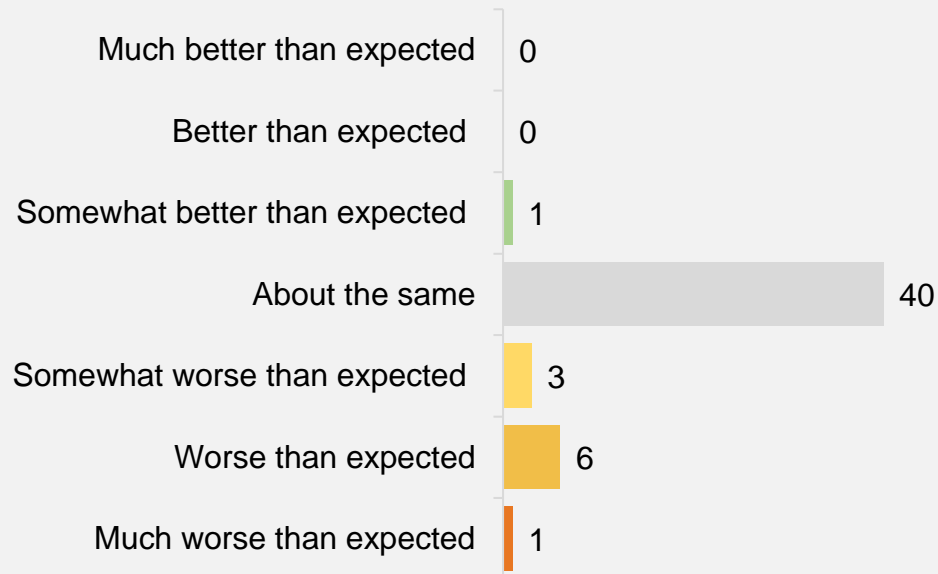 Much better than expected 0
Better than expected 0
Somewhat better than expected 1
About the same 40
Somewhat worse than expected 3
Worse than expected 6
Much worse than expected 1